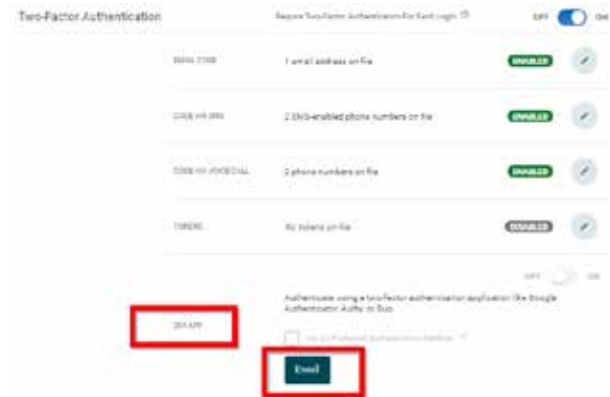 Two-Factor Authentication
Require Two-Factor Authentication For Each Login
OFF
ON
EMAIL CODE
1 email address on file
ENABLED
CODE VIA SMS
2 SMS-enabled phone numbers on file
ENABLED
CODE VIA VOICE CALL
2 phone numbers on file
ENABLED
TOKENS
No tokens on file
DISABLED
OFF
ON
Authenticate using a two-factor authentication application like Google
Authenticator, Authy or Duo
2FA APP
Enroll